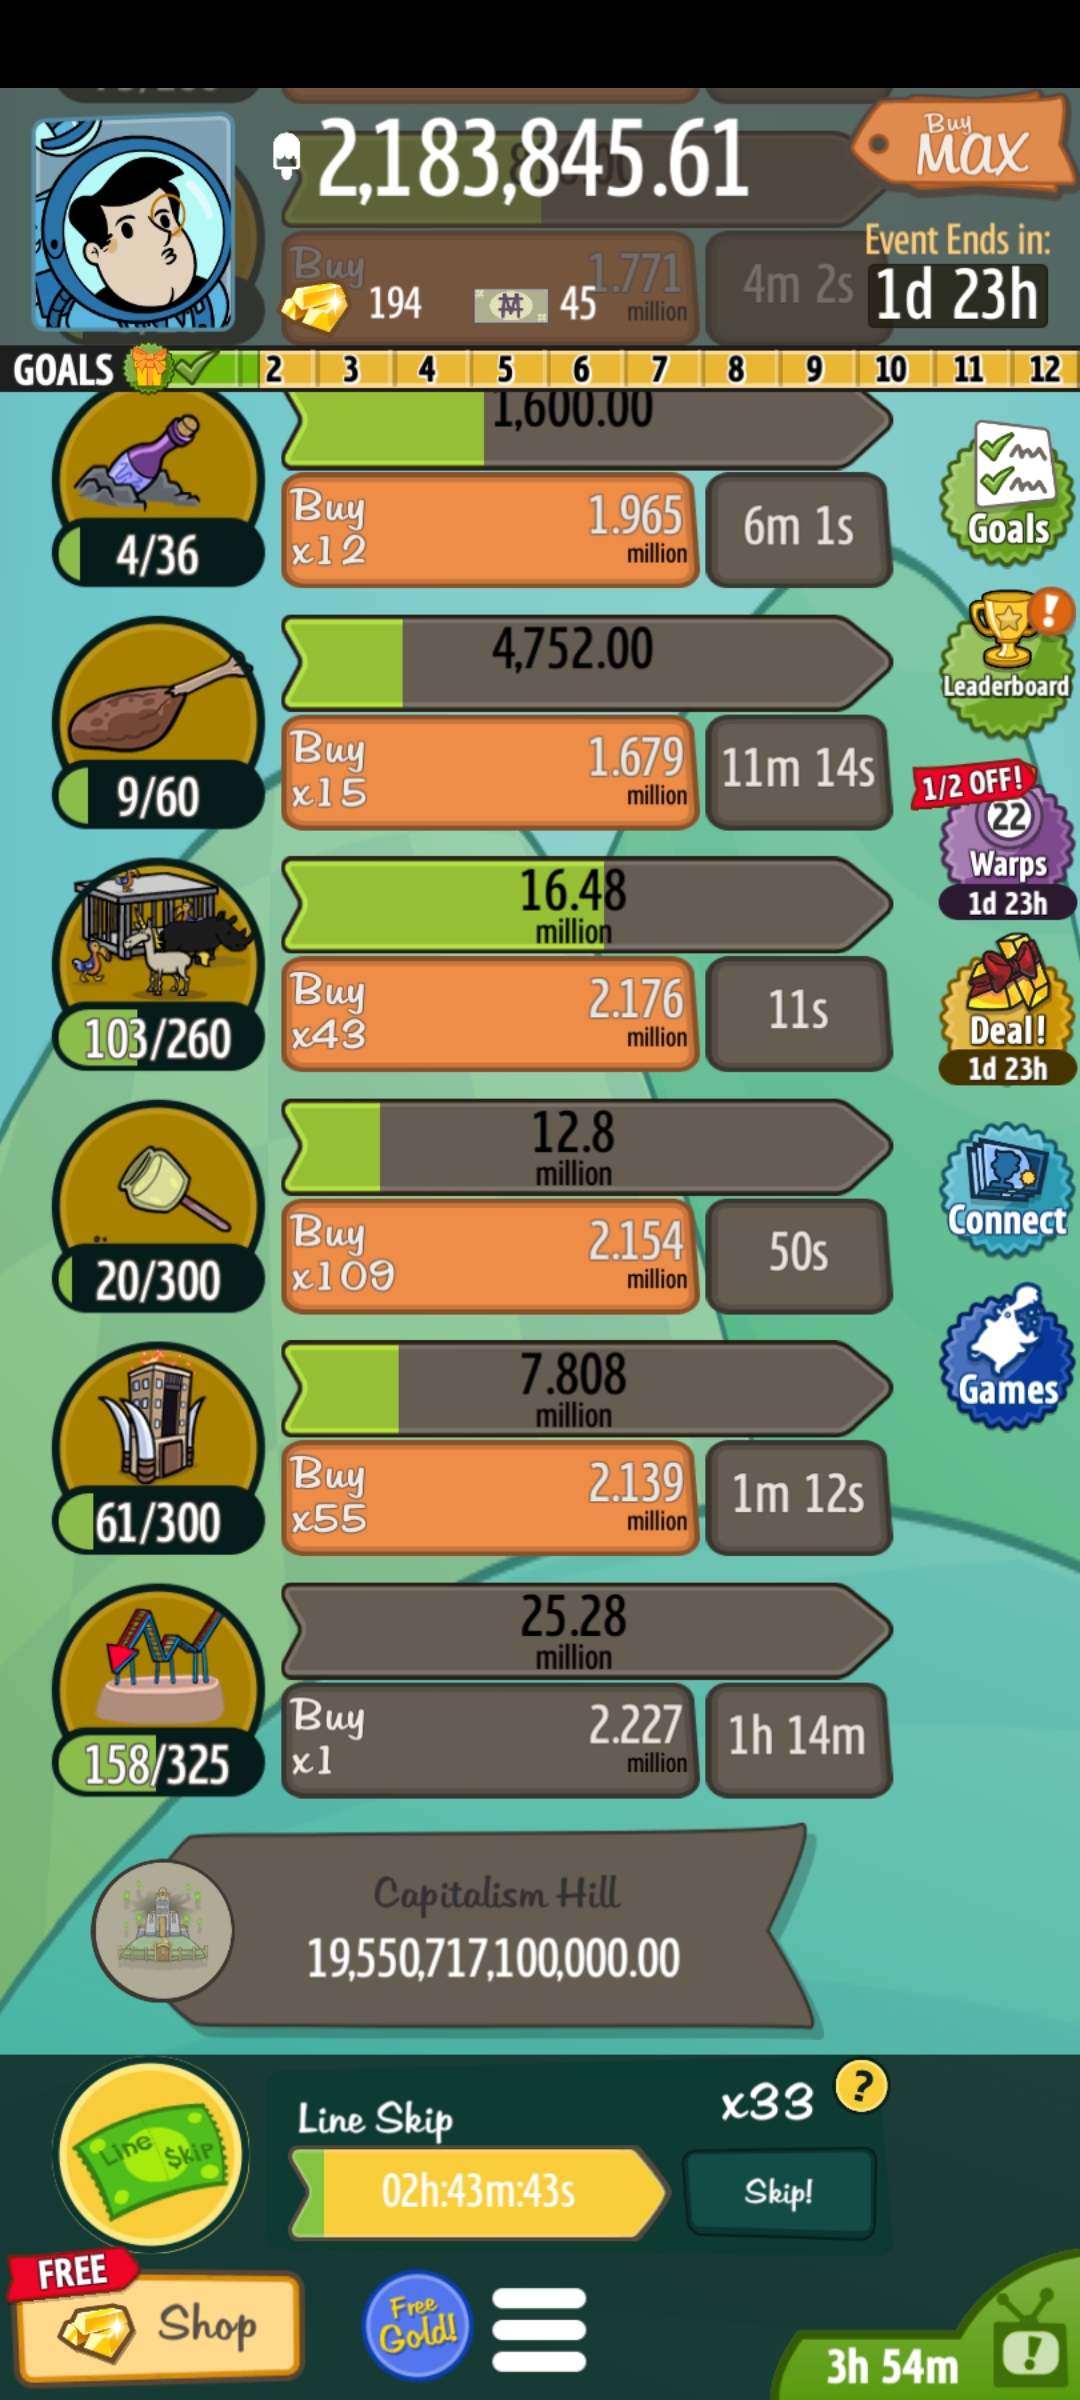 2,183,845.61
Buy
MAX
Buy
1.771
million
4m 2s
194
45
Event Ends in:
1d 23h
GOALS 2 3 4 5 6 7 8 9 10 11 12
1,600.00
4/36
Buy
x12
1.965
million
6m 1s
Goals
4,752.00
9/60
Buy
x15
1.679
million
11m 14s
Leaderboard
1/2 OFF!
22
Warps
1d 23h
16.48
million
103/260
Buy
x43
2.176
million
11s
Deal!
1d 23h
12.8
million
20/300
Buy
x109
2.154
million
50s
Connect
7.808
million
61/300
Buy
x55
2.139
million
1m 12s
Games
25.28
million
158/325
Buy
x1
2.227
million
1h 14m
Capitalism Hill
19,550,717,100,000.00
Line $kip
Line Skip
x33
?
02h:43m:43s
Skip!
FREE
Shop
Free
Gold!
3h 54m